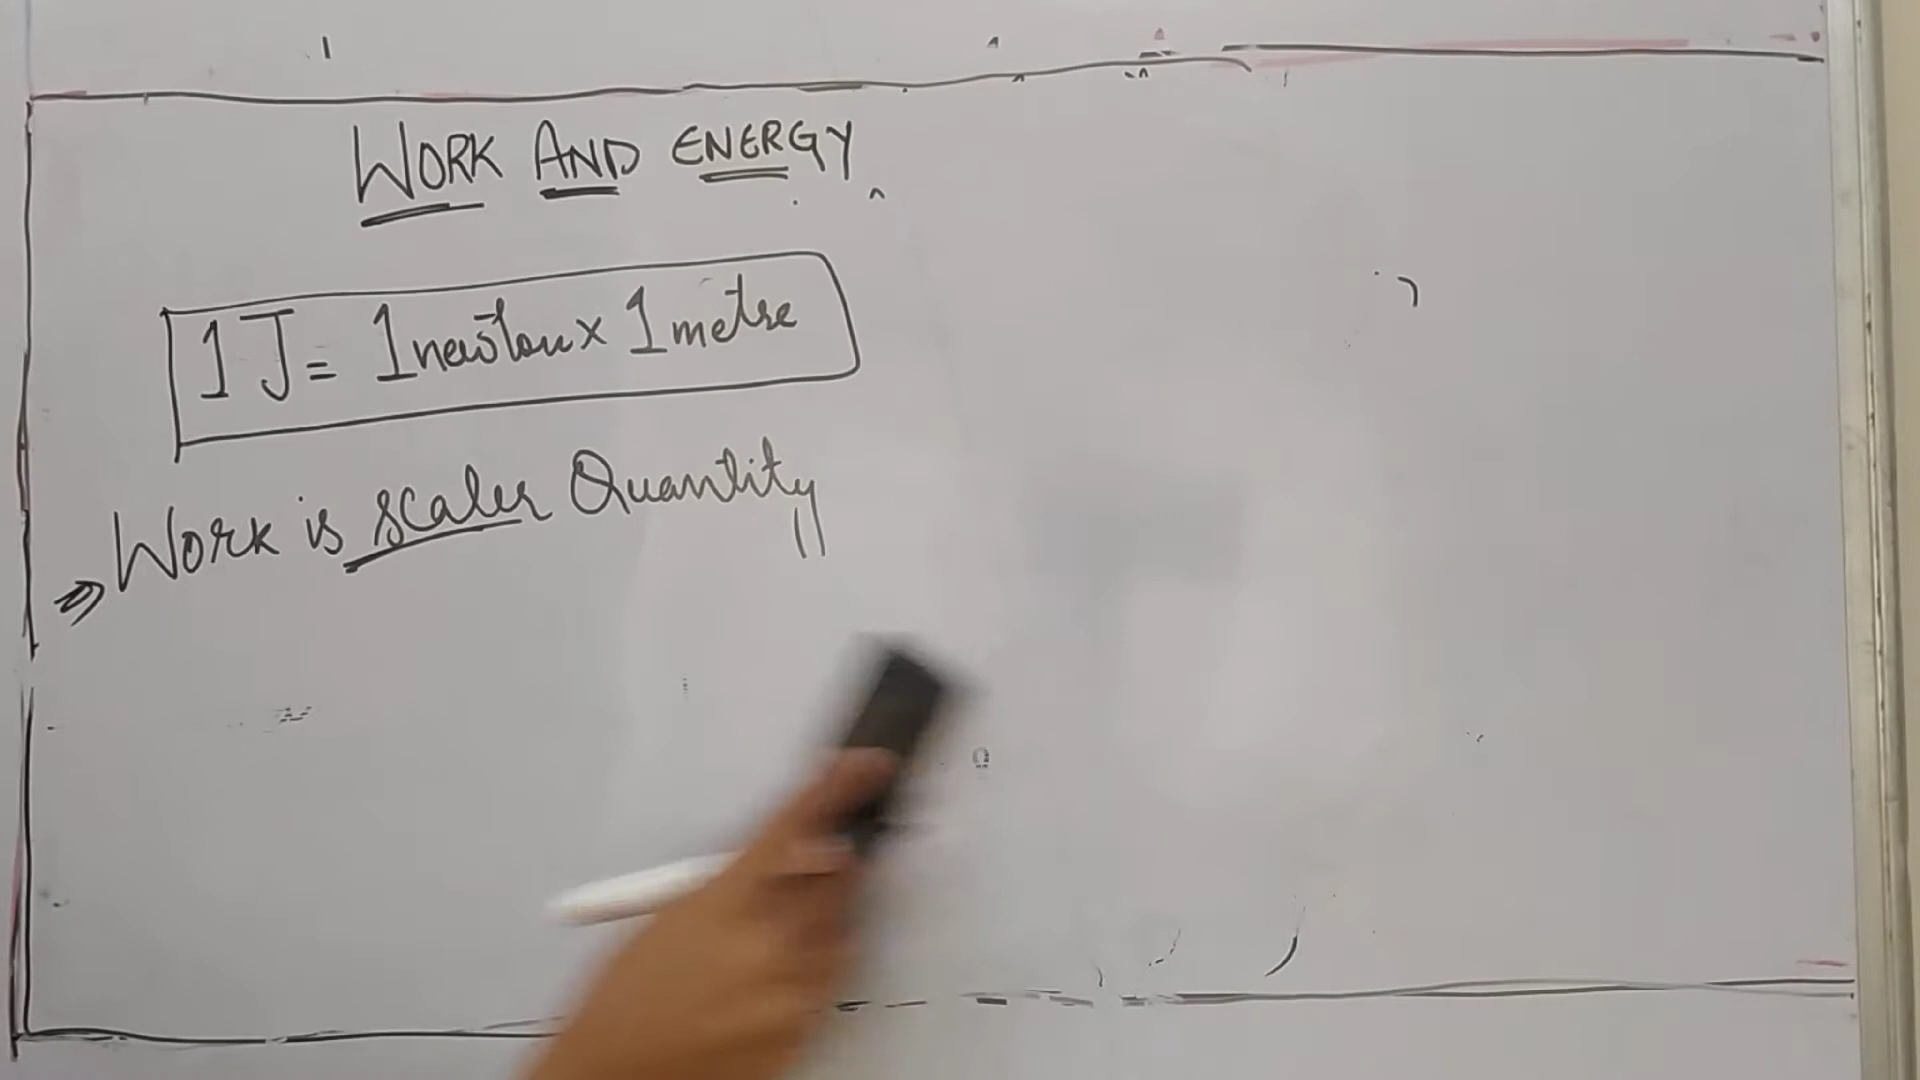 WORK AND ENERGY
1 J = 1 newton x 1 metre
Work is scaler Quantity